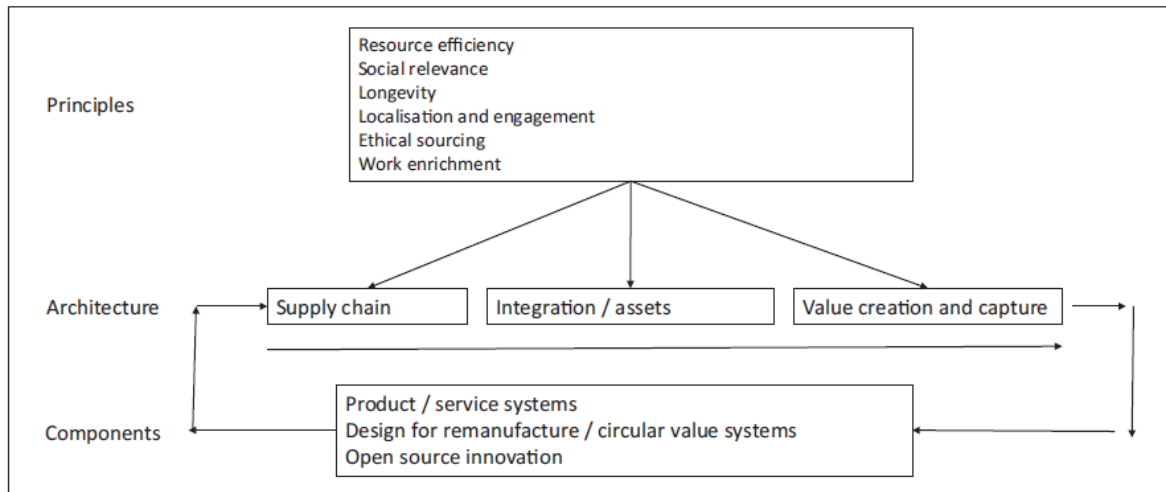 Principles
Resource efficiency
Social relevance
Longevity
Localisation and engagement
Ethical sourcing
Work enrichment
Architecture
Supply chain
Integration / assets
Value creation and capture
Components
Product / service systems
Design for remanufacture / circular value systems
Open source innovation